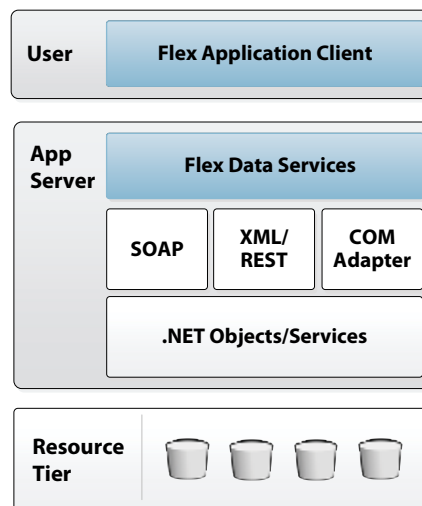 User
Flex Application Client
App
Server
Flex Data Services
SOAP
XML/
REST
COM
Adapter
.NET Objects/Services
Resource
Tier